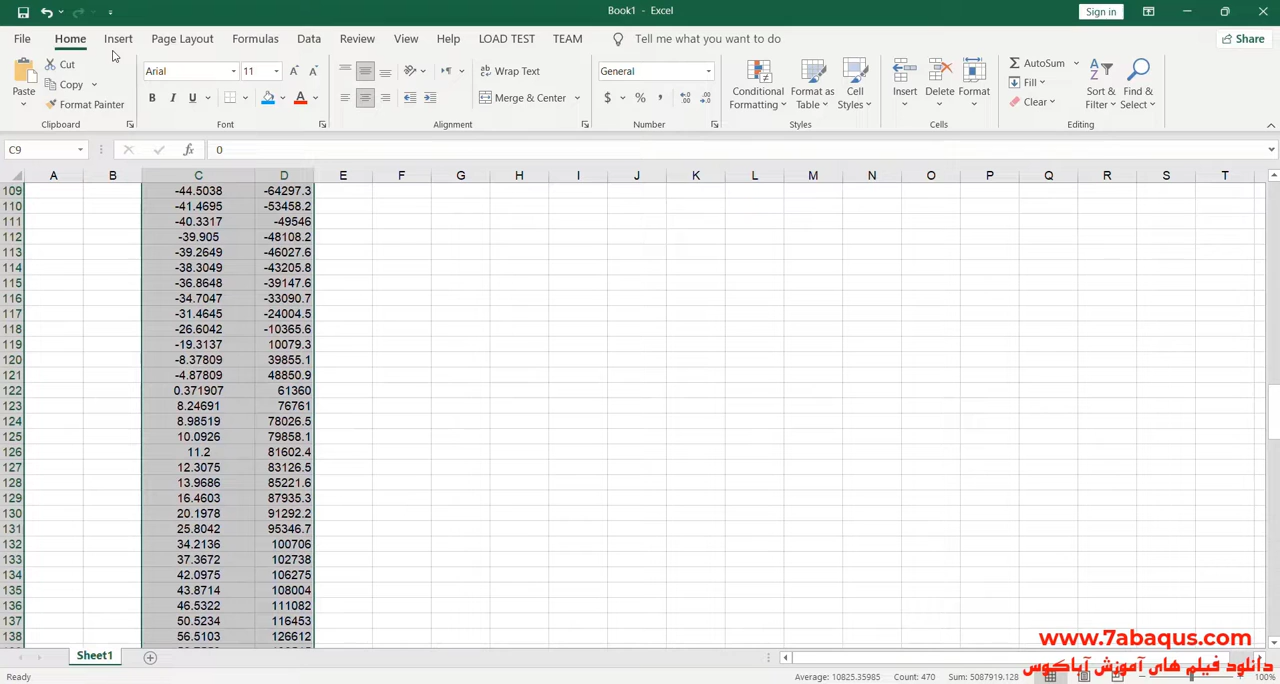 Book1 - Excel
Sign in
File Home Insert Page Layout Formulas Data Review View Help LOAD TEST TEAM Tell me what you want to do Share
Paste Cut Copy Format Painter Clipboard
Arial 11 B I U A Font
Wrap Text Merge & Center Alignment
General $ % , Number
Conditional Formatting Format as Table Cell Styles Styles
Insert Delete Format Cells
AutoSum Fill Clear Sort & Filter Find & Select Editing
C9 fx 0
A B C D E F G H I J K L M N O P Q R S T
109 -44.5038 -64297.3
110 -41.4695 -53458.2
111 -40.3317 -49546
112 -39.905 -48108.2
113 -39.2649 -46027.6
114 -38.3049 -43205.8
115 -36.8648 -39147.6
116 -34.7047 -33090.7
117 -31.4645 -24004.5
118 -26.6042 -10365.6
119 -19.3137 10079.3
120 -8.37809 39855.1
121 -4.87809 48850.9
122 0.371907 61360
123 8.24691 76761
124 8.98519 78026.5
125 10.0926 79858.1
126 11.2 81602.4
127 12.3075 83126.5
128 13.9686 85221.6
129 16.4603 87935.3
130 20.1978 91292.2
131 25.8042 95346.7
132 34.2136 100706
133 37.3672 102738
134 42.0975 106275
135 43.8714 108004
136 46.5322 111082
137 50.5234 116453
138 56.5103 126612
www.7abaqus.com
دانلود فیلم های آموزش آباکوس
Sheet1
Ready Average: 10825.35985 Count: 470 Sum: 5087919.128 100%